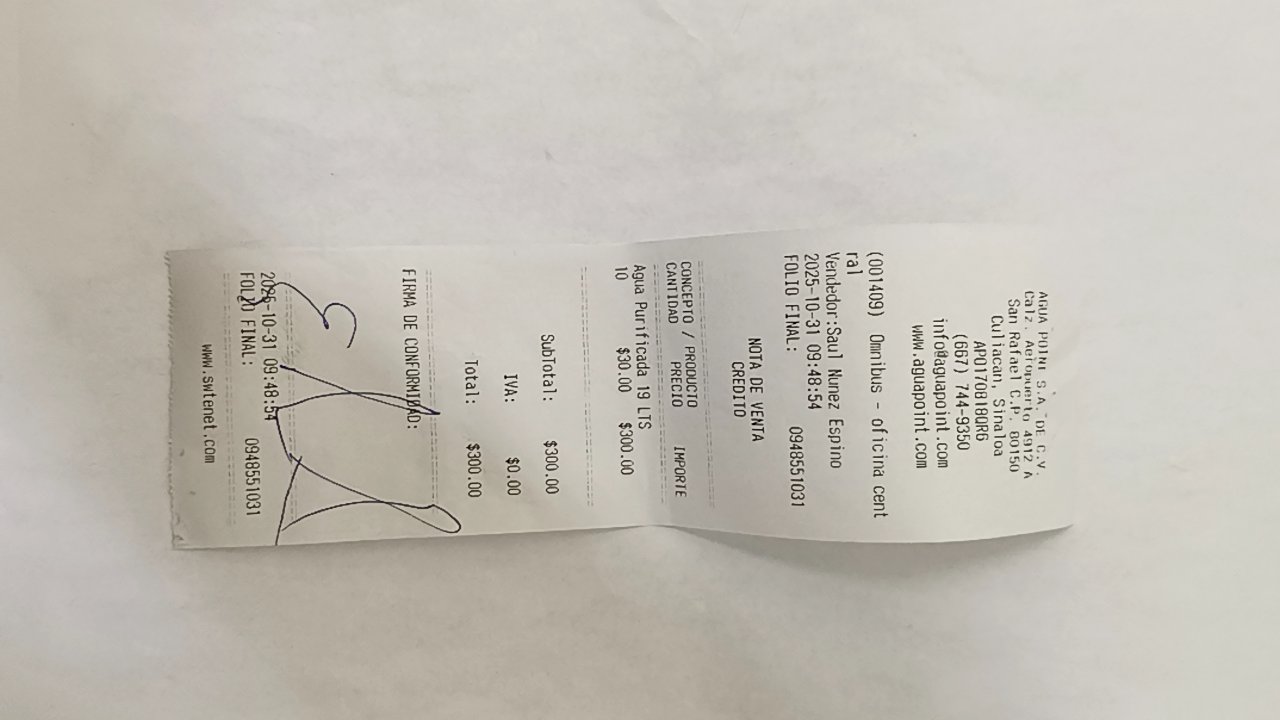 AGUA POINT S.A. DE C.V.
Calz. Aeropuerto 4912 A
San Rafael C.P. 80150
Culiacan, Sinaloa
APO170818QR6
(667) 744-9350
info@aguapoint.com
www.aguapoint.com
(001409) Omnibus - oficina cent
ral
Vendedor:Saul Nunez Espino
2025-10-31 09:48:54
FOLIO FINAL: 0948551031
NOTA DE VENTA
CREDITO
CONCEPTO / PRODUCTO
CANTIDAD PRECIO IMPORTE
Agua Purificada 19 LTS
10 $30.00 $300.00
SubTotal: $300.00
IVA: $0.00
Total: $300.00
FIRMA DE CONFORMIDAD:
2025-10-31 09:48:54
FOLIO FINAL: 0948551031
www.swtenet.com